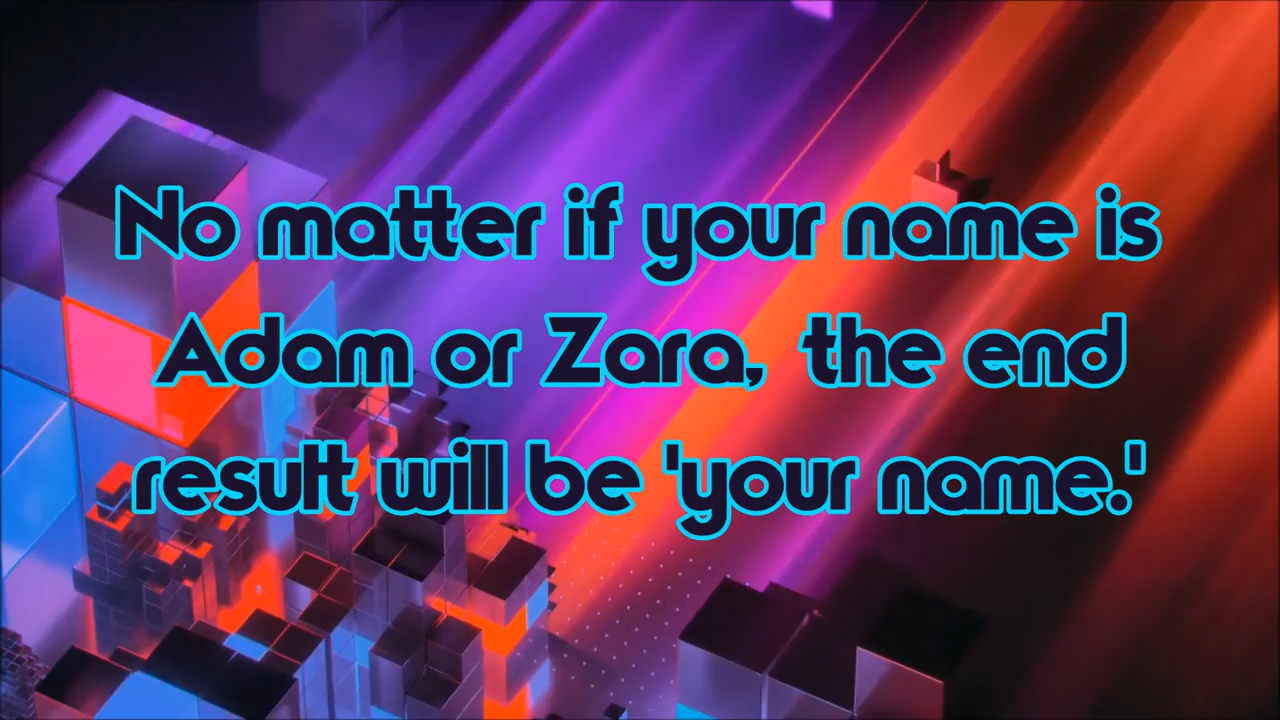 No matter if your name is
Adam or Zara, the end
result will be 'your name.'